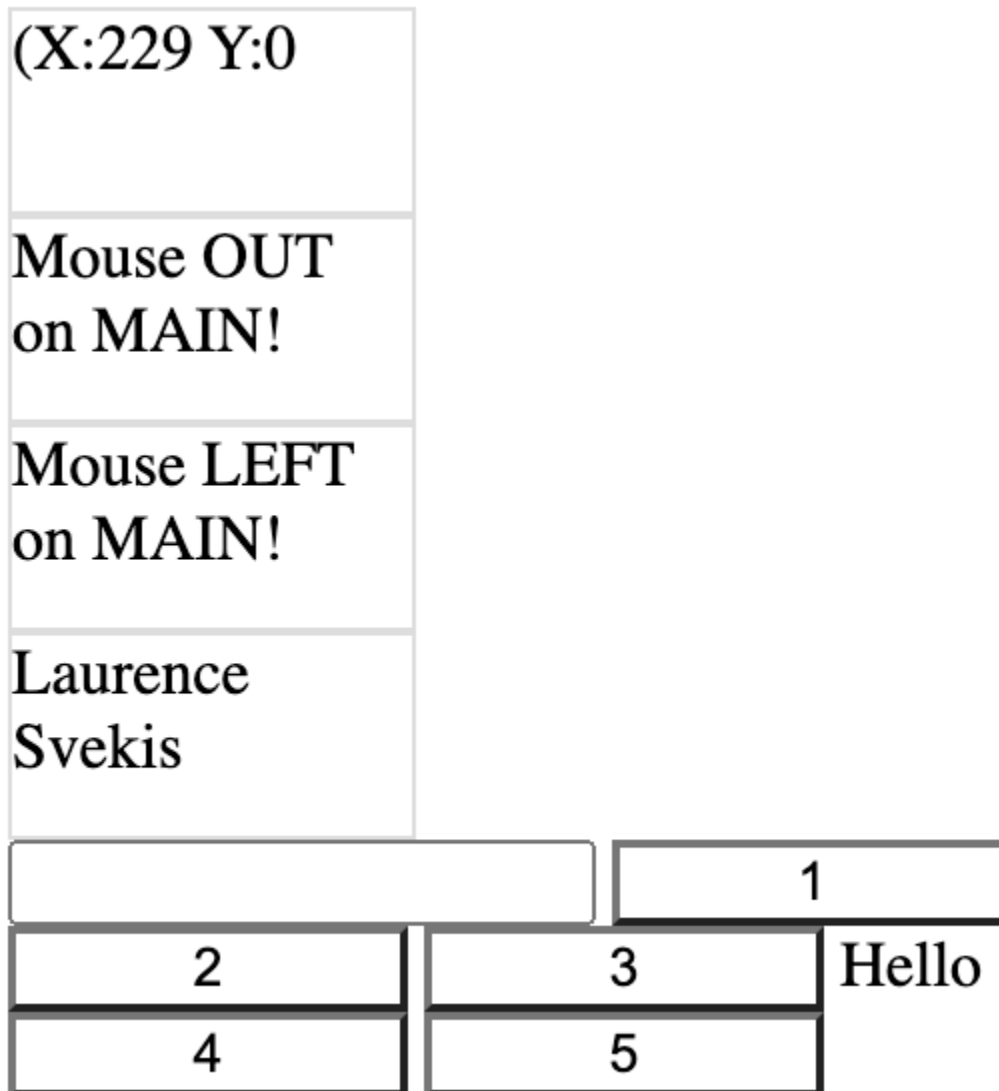 (X:229 Y:0
Mouse OUT
on MAIN!
Mouse LEFT
on MAIN!
Laurence
Svekis
1
2 3 Hello
4 5